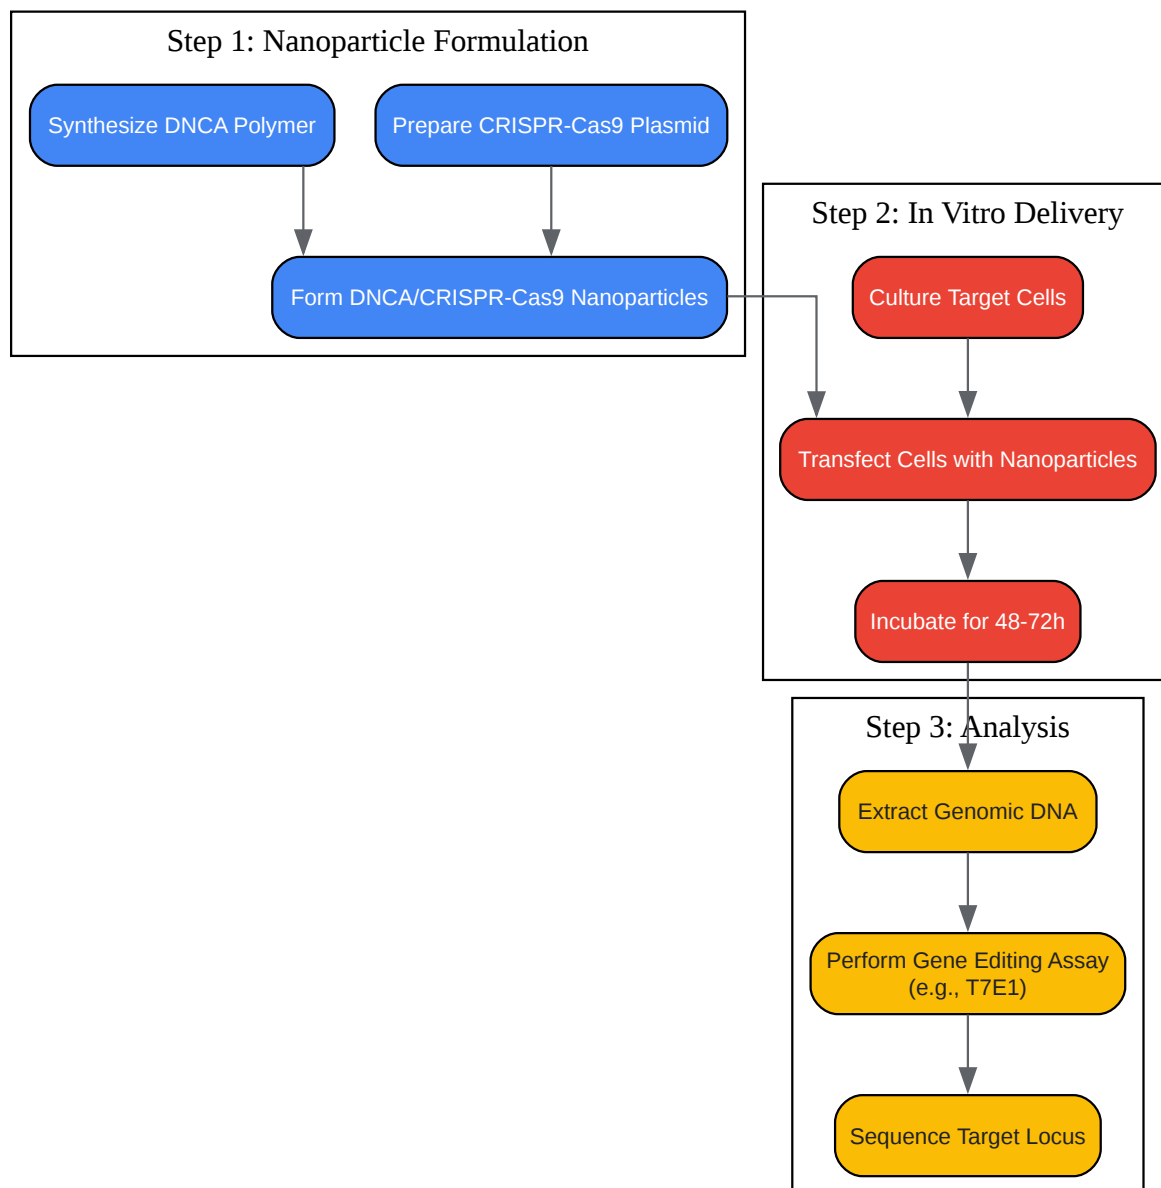 Step 1: Nanoparticle Formulation
Synthesize DNCA Polymer
Prepare CRISPR-Cas9 Plasmid
Form DNCA/CRISPR-Cas9 Nanoparticles
Step 2: In Vitro Delivery
Culture Target Cells
Transfect Cells with Nanoparticles
Incubate for 48-72h
Step 3: Analysis
Extract Genomic DNA
Perform Gene Editing Assay
(e.g., T7E1)
Sequence Target Locus